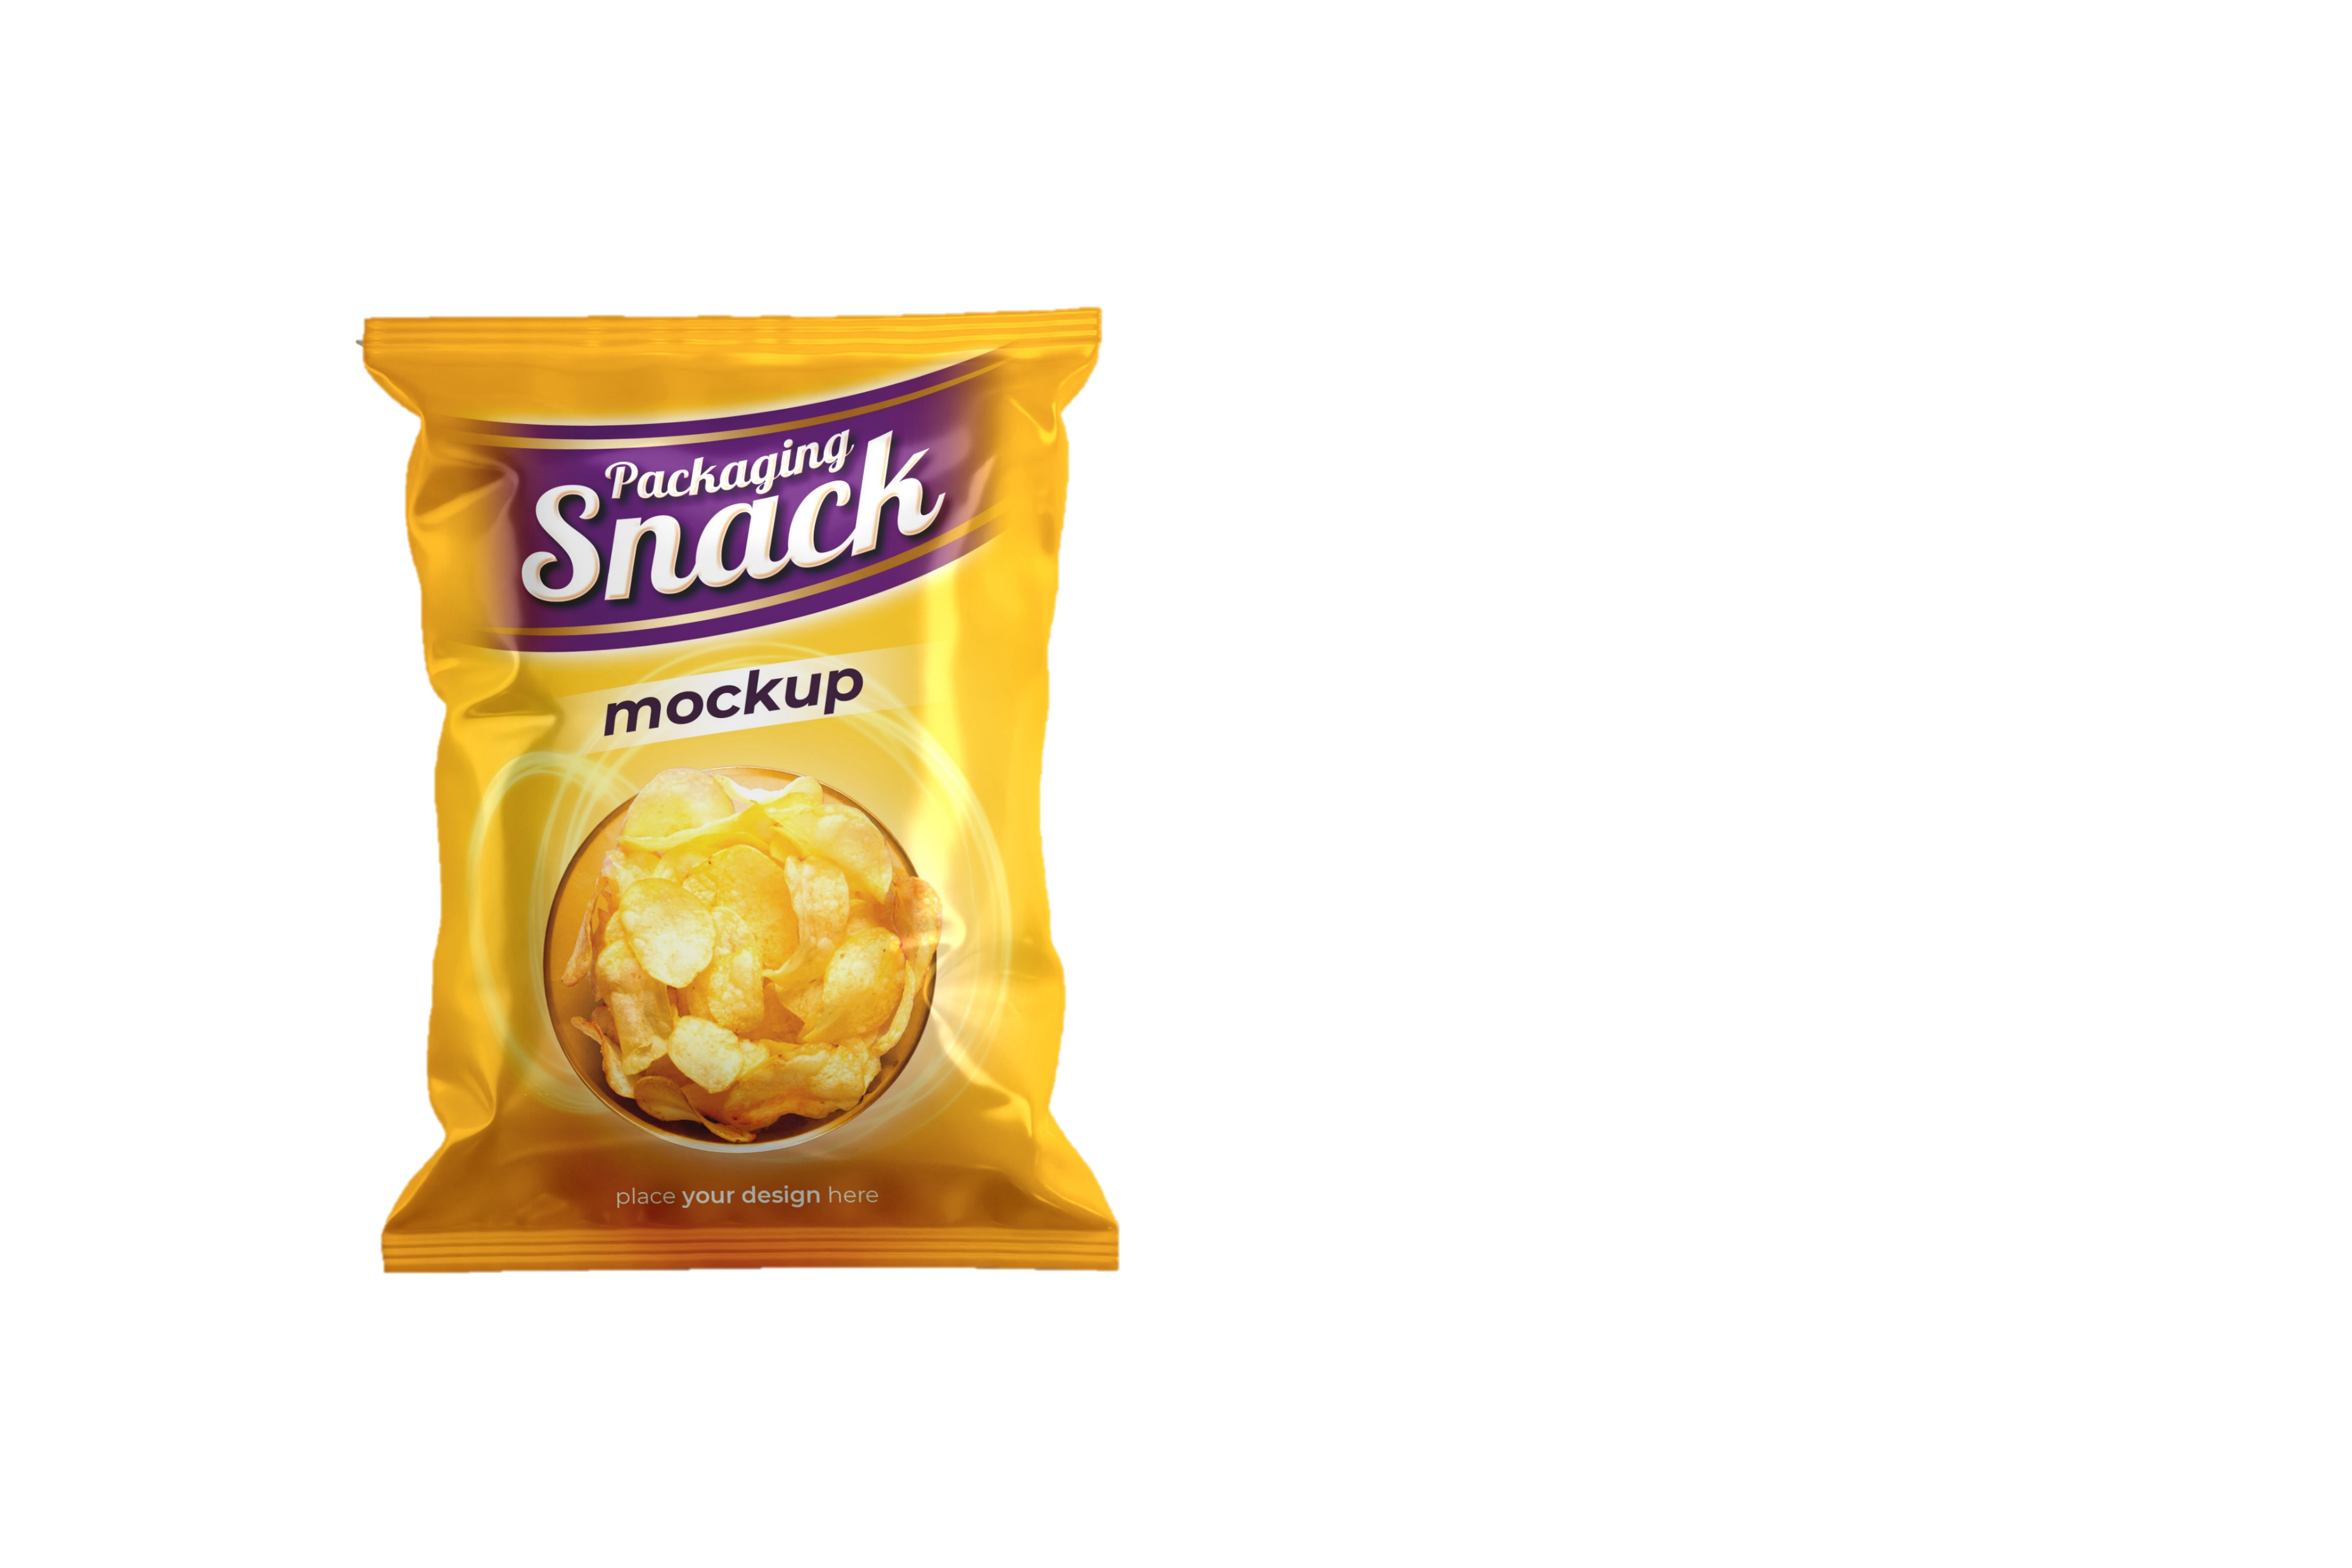 Packaging
Snack
mockup
place your design here